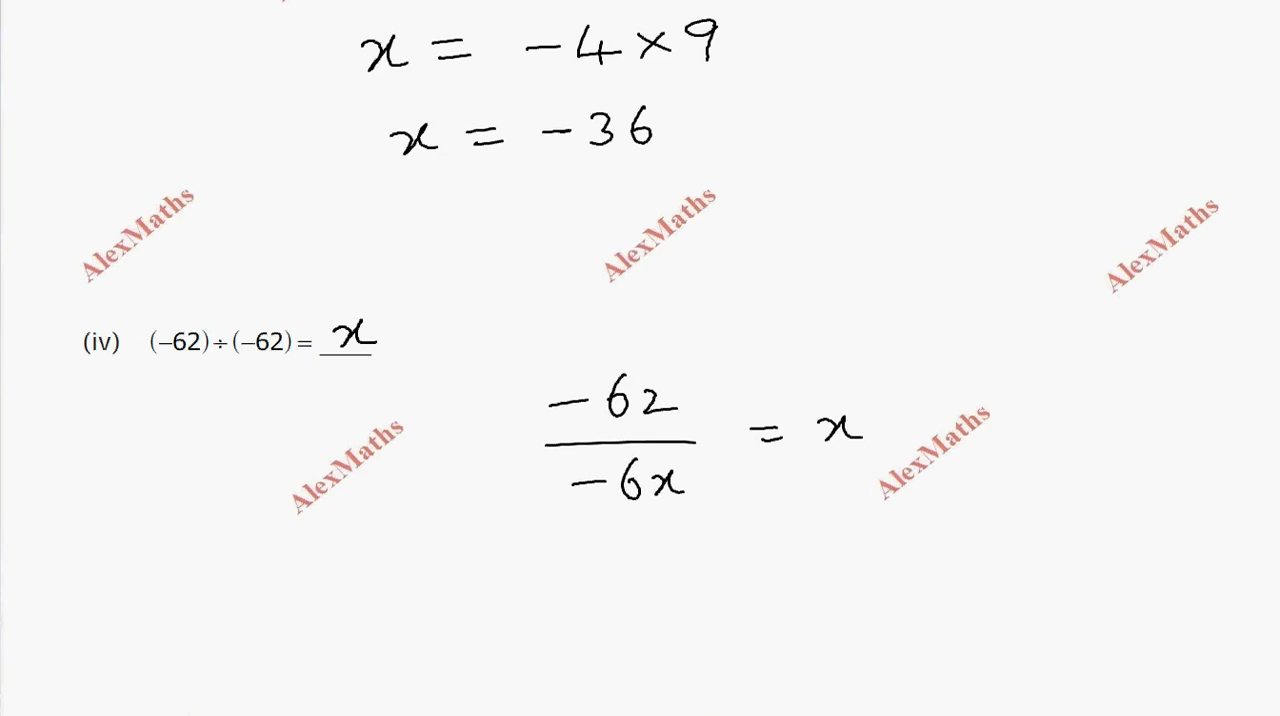 x = -4 × 9
x = -36
AlexMaths AlexMaths AlexMaths
(iv) (–62) ÷ (–62) = x
-62
-6x = x
AlexMaths AlexMaths